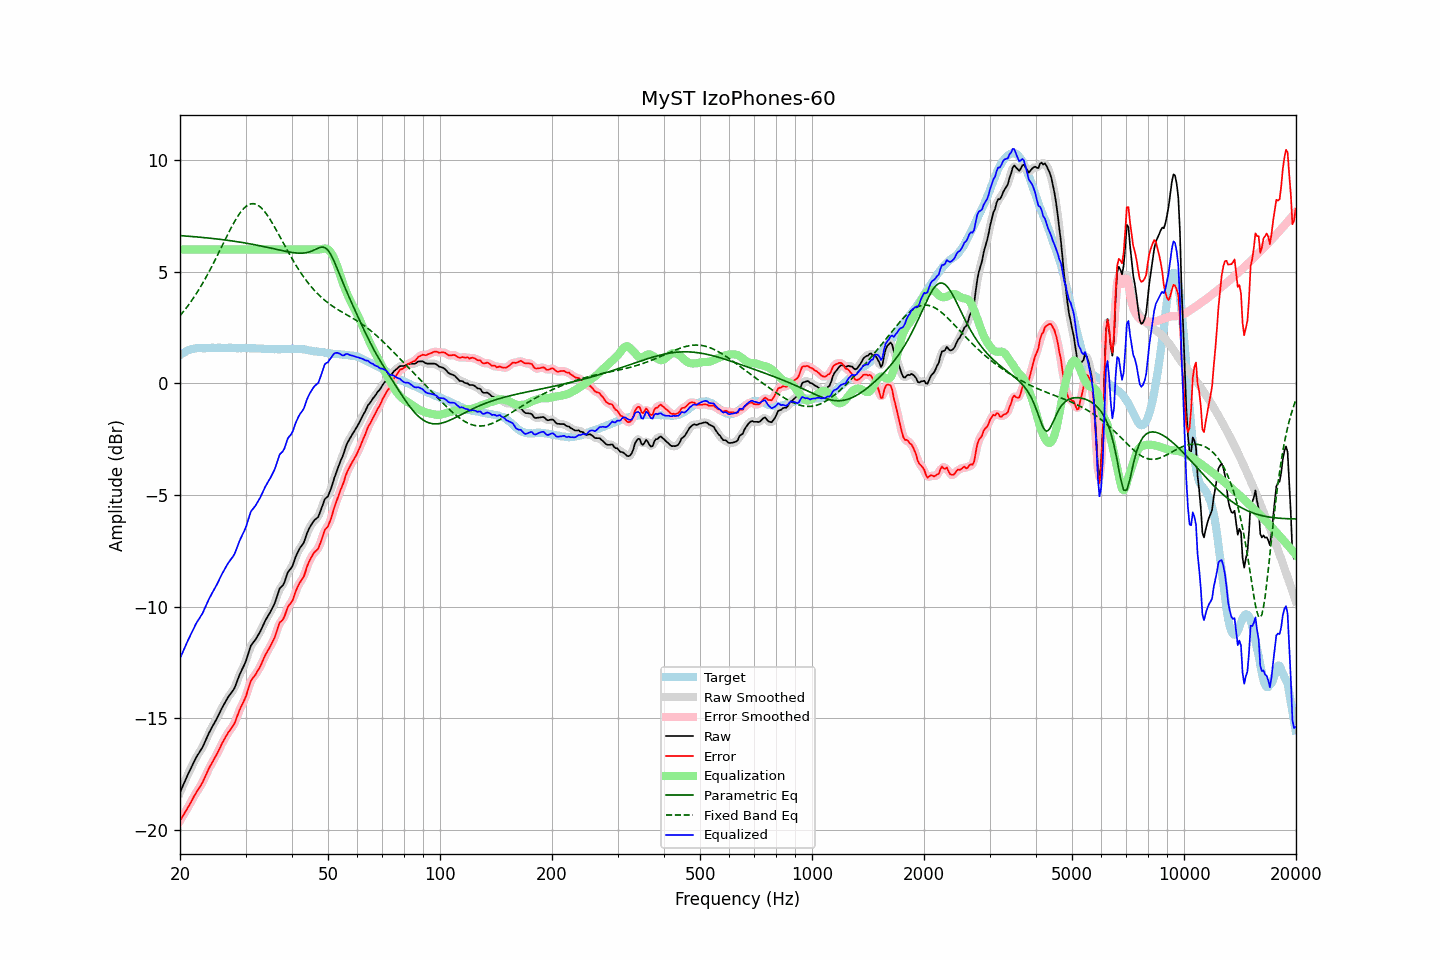 MyST IzoPhones-60
Amplitude (dBr)
10
5
0
−5
−10
−15
−20
Target
Raw Smoothed
Error Smoothed
Raw
Error
Equalization
Parametric Eq
Fixed Band Eq
Equalized
20 50 100 200 500 1000 2000 5000 10000 20000
Frequency (Hz)